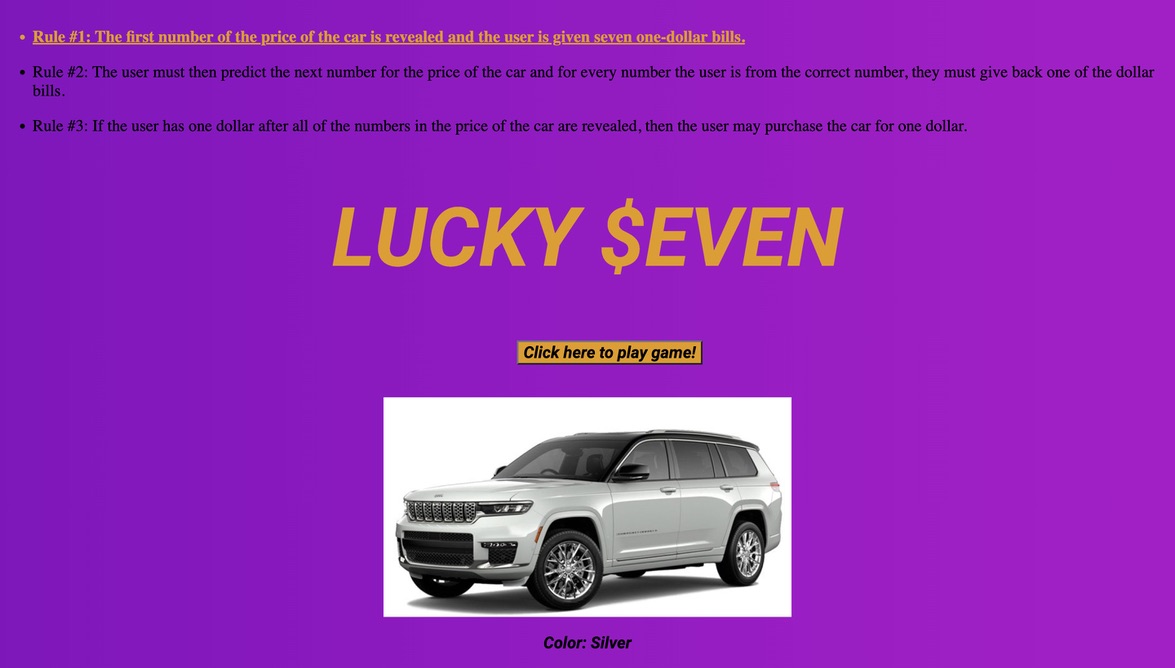 • Rule #1: The first number of the price of the car is revealed and the user is given seven one-dollar bills.
• Rule #2: The user must then predict the next number for the price of the car and for every number the user is from the correct number, they must give back one of the dollar
bills.
• Rule #3: If the user has one dollar after all of the numbers in the price of the car are revealed, then the user may purchase the car for one dollar.
LUCKY $EVEN
Click here to play game!
Color: Silver